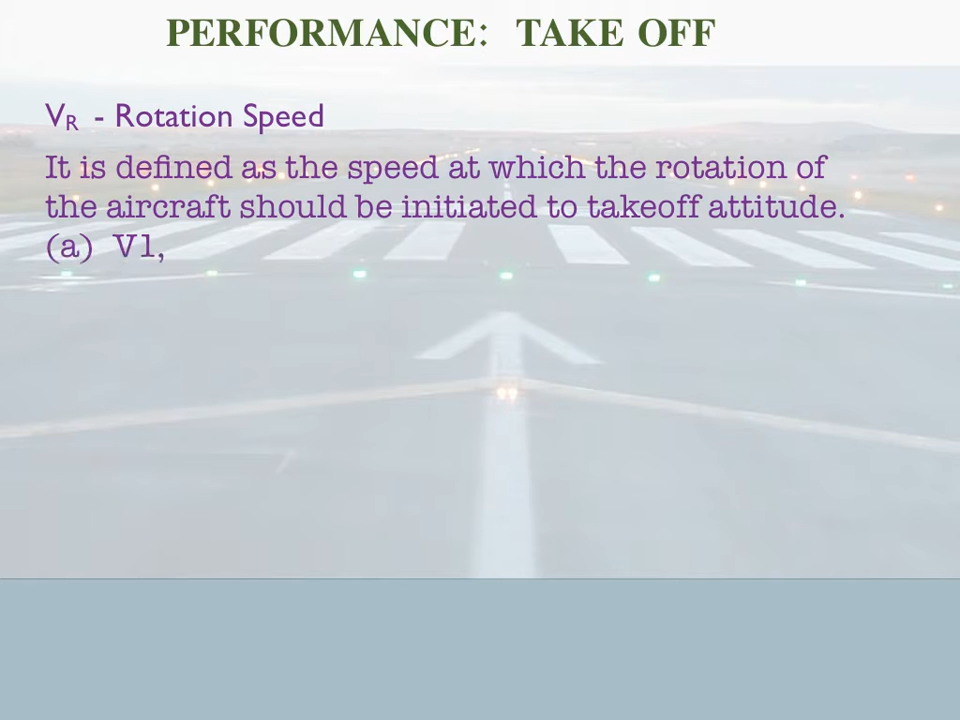 PERFORMANCE: TAKE OFF
VR - Rotation Speed
It is defined as the speed at which the rotation of
the aircraft should be initiated to takeoff attitude.
(a) V1,